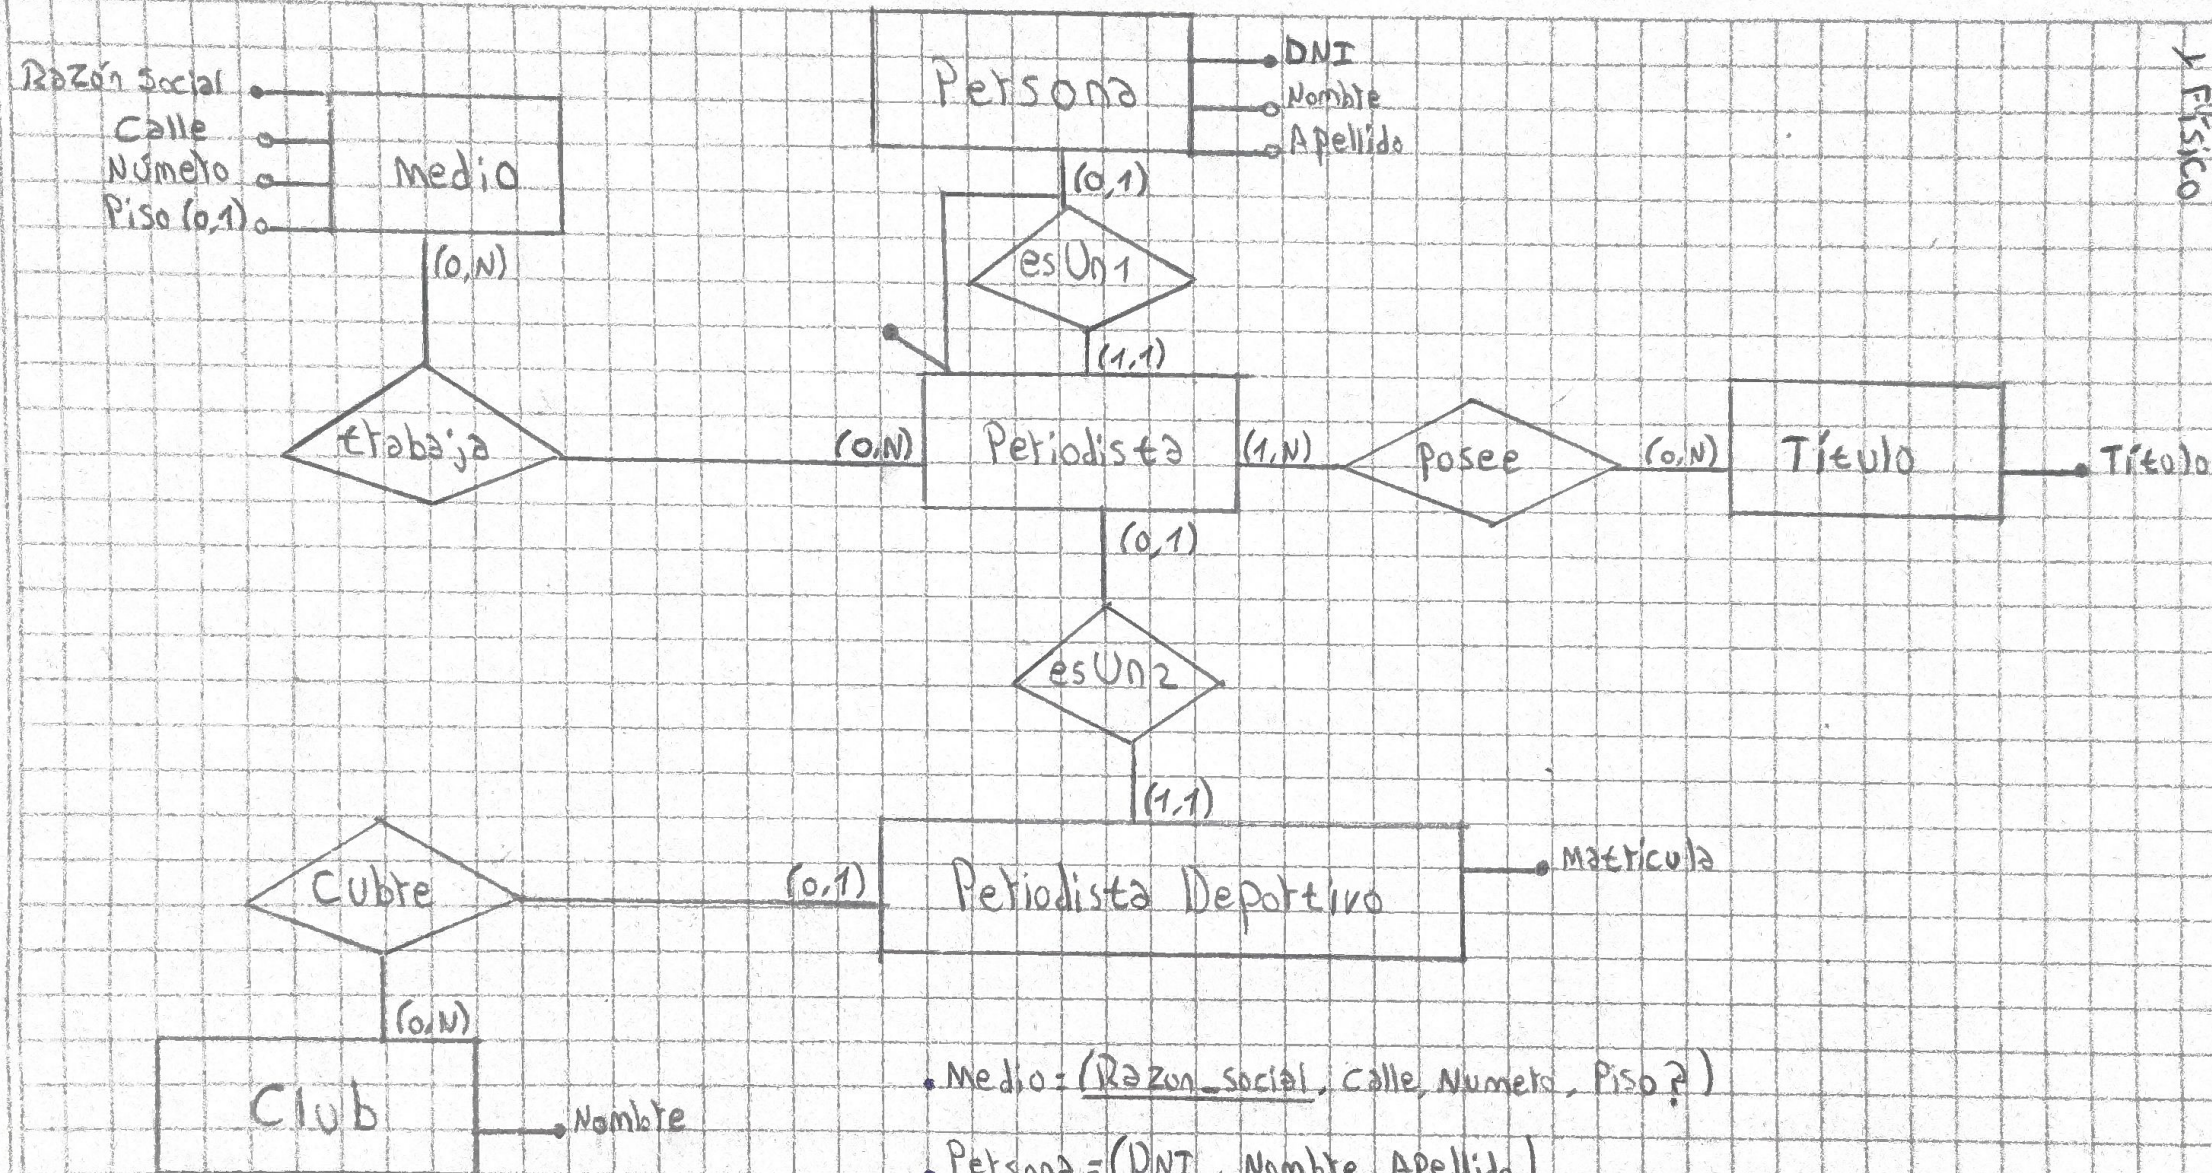 Persona
DNI
Nombre
Apellido
Razón Social
Calle
Número
Piso (0,1)
Medio
y Físico
(0,1)
esUn1
(1,1)
(0,N)
trabaja
(0,N)
Periodista
(1,N)
posee
(0,N)
Título
Título
(0,1)
esUn2
(1,1)
Cubre
(0,1)
Periodista Deportivo
Matrícula
(0,N)
Club
Nombre
• Medio = (Razon_social, Calle, Numero, Piso?)
• Persona = (DNI, Nombre, Apellido)